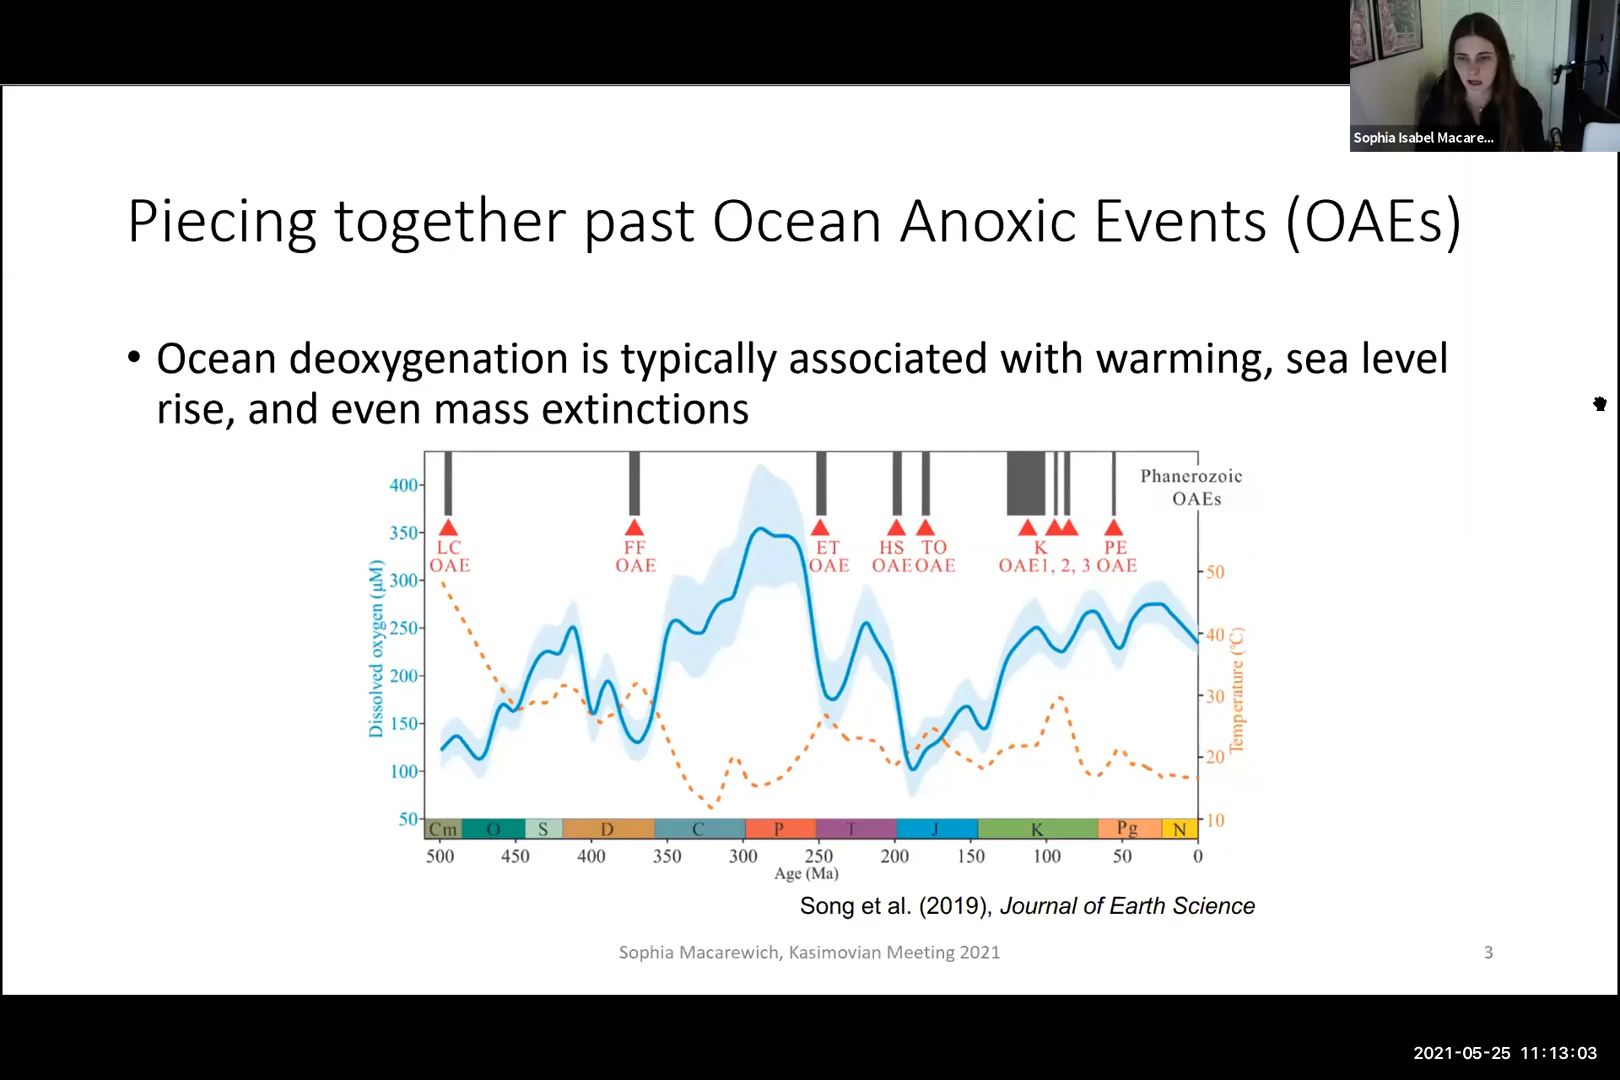 Sophia Isabel Macare...
Piecing together past Ocean Anoxic Events (OAEs)
• Ocean deoxygenation is typically associated with warming, sea level
rise, and even mass extinctions
Phanerozoic
OAEs
LC
OAE
FF
OAE
ET
OAE
HS
OAE
TO
OAE
K
OAE1, 2, 3
PE
OAE
Dissolved oxygen (μM)
400
350
300
250
200
150
100
50
Temperature (°C)
50
40
30
20
10
Cm O S D C P T J K Pg N
500 450 400 350 300 250 200 150 100 50 0
Age (Ma)
Song et al. (2019), Journal of Earth Science
Sophia Macarewich, Kasimovian Meeting 2021
3
2021-05-25 11:13:03